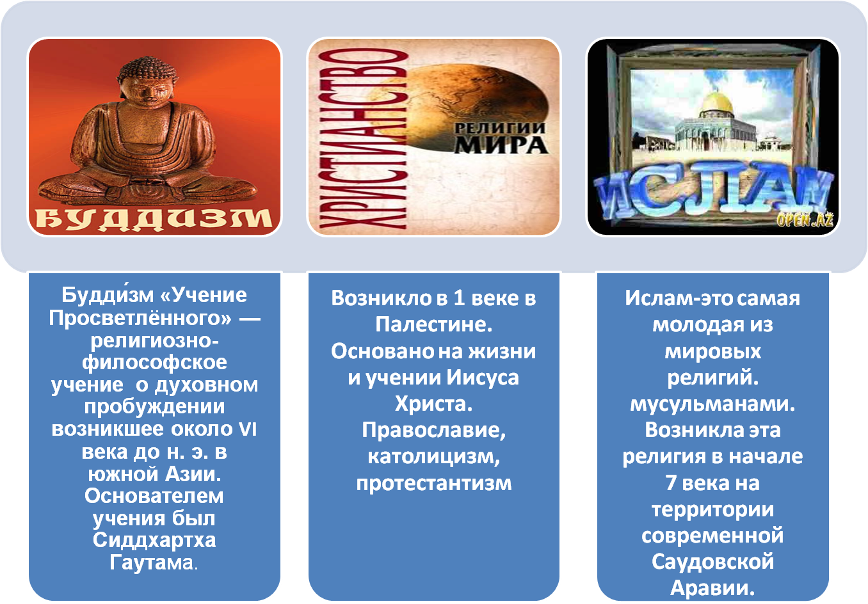 БУДДИЗМ
ХРИСТИАНСТВО
РЕЛИГИИ
МИРА
ИСЛАМ
OPEN.AZ
Будди́зм «Учение
Просветлённого» —
религиозно-
философское
учение о духовном
пробуждении
возникшее около VI
века до н. э. в
южной Азии.
Основателем
учения был
Сиддхартха
Гаутама.
Возникло в 1 веке в
Палестине.
Основано на жизни
и учении Иисуса
Христа.
Православие,
католицизм,
протестантизм
Ислам-это самая
молодая из
мировых
религий.
мусульманами.
Возникла эта
религия в начале
7 века на
территории
современной
Саудовской
Аравии.